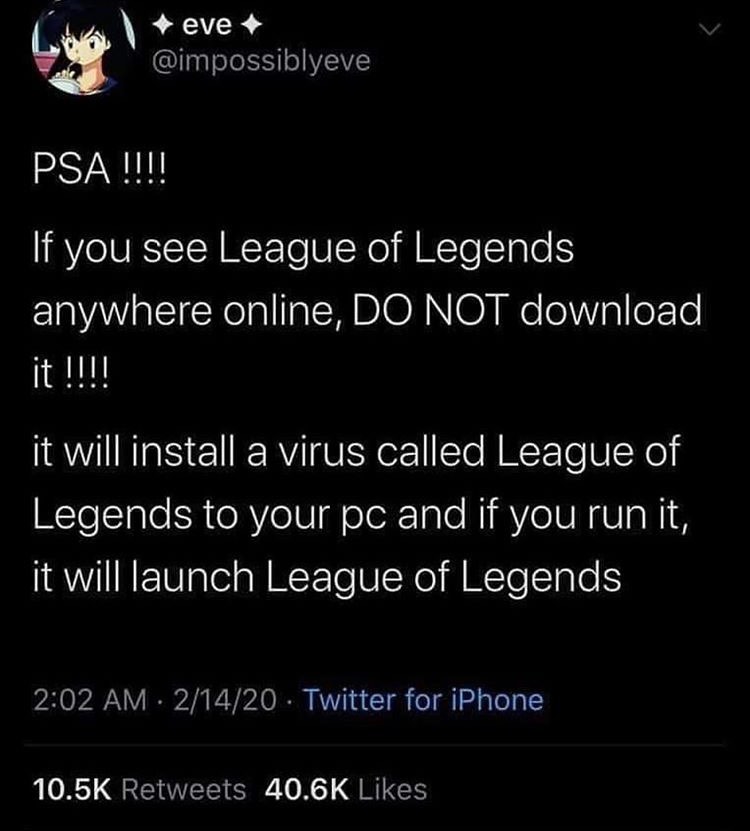 ✦ eve ✦
@impossiblyeve
PSA !!!!
If you see League of Legends
anywhere online, DO NOT download
it !!!!
it will install a virus called League of
Legends to your pc and if you run it,
it will launch League of Legends
2:02 AM · 2/14/20 · Twitter for iPhone
10.5K Retweets 40.6K Likes